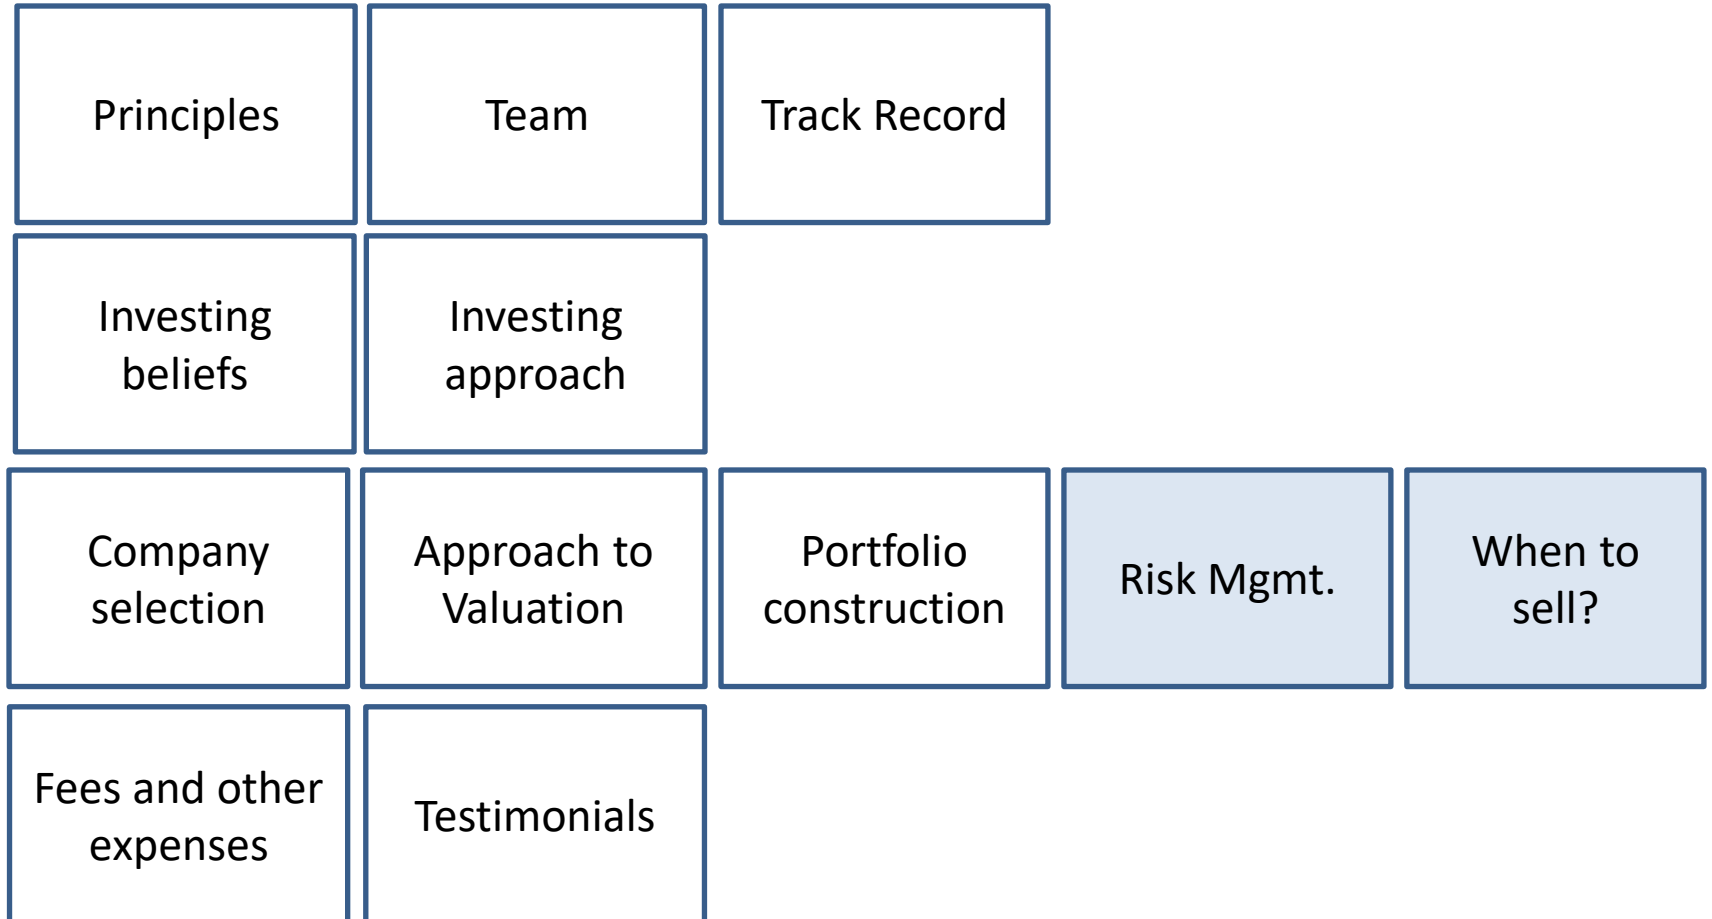 Principles
Team
Track Record
Investing
beliefs
Investing
approach
Company
selection
Approach to
Valuation
Portfolio
construction
Risk Mgmt.
When to
sell?
Fees and other
expenses
Testimonials